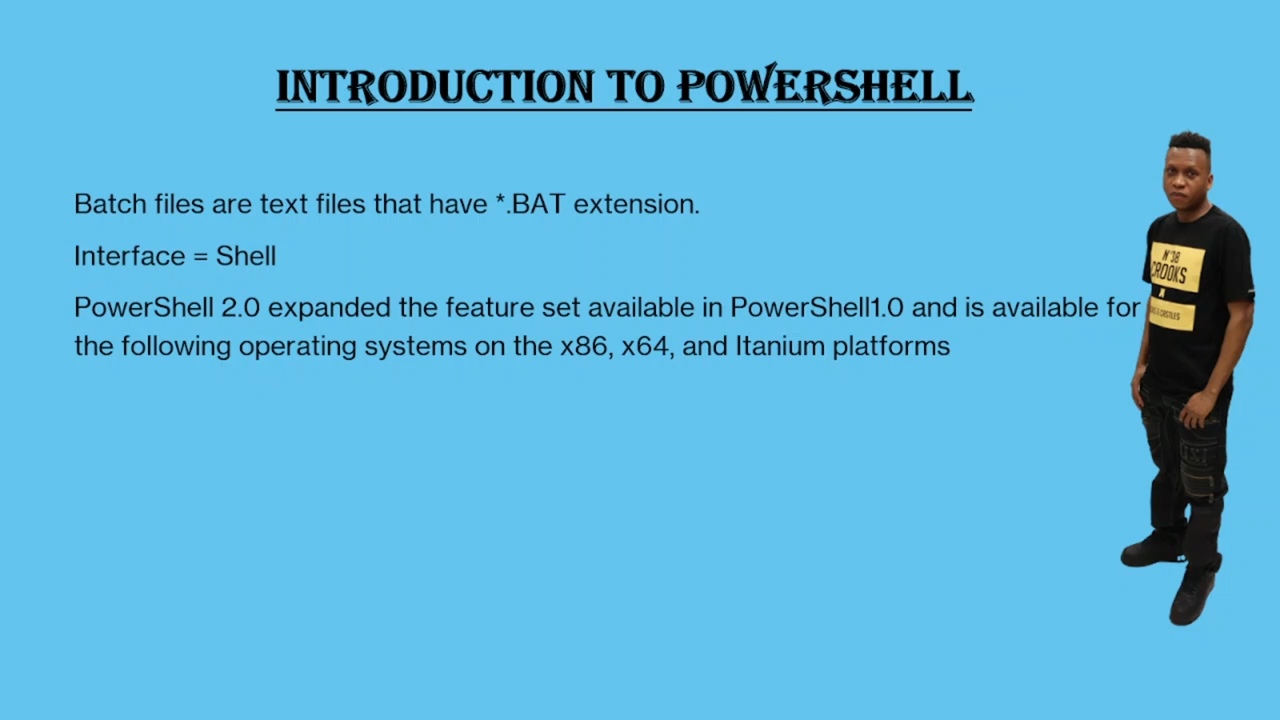 INTRODUCTION TO POWERSHELL
Batch files are text files that have *.BAT extension.
Interface = Shell
PowerShell 2.0 expanded the feature set available in PowerShell1.0 and is available for
the following operating systems on the x86, x64, and Itanium platforms
CROOKS